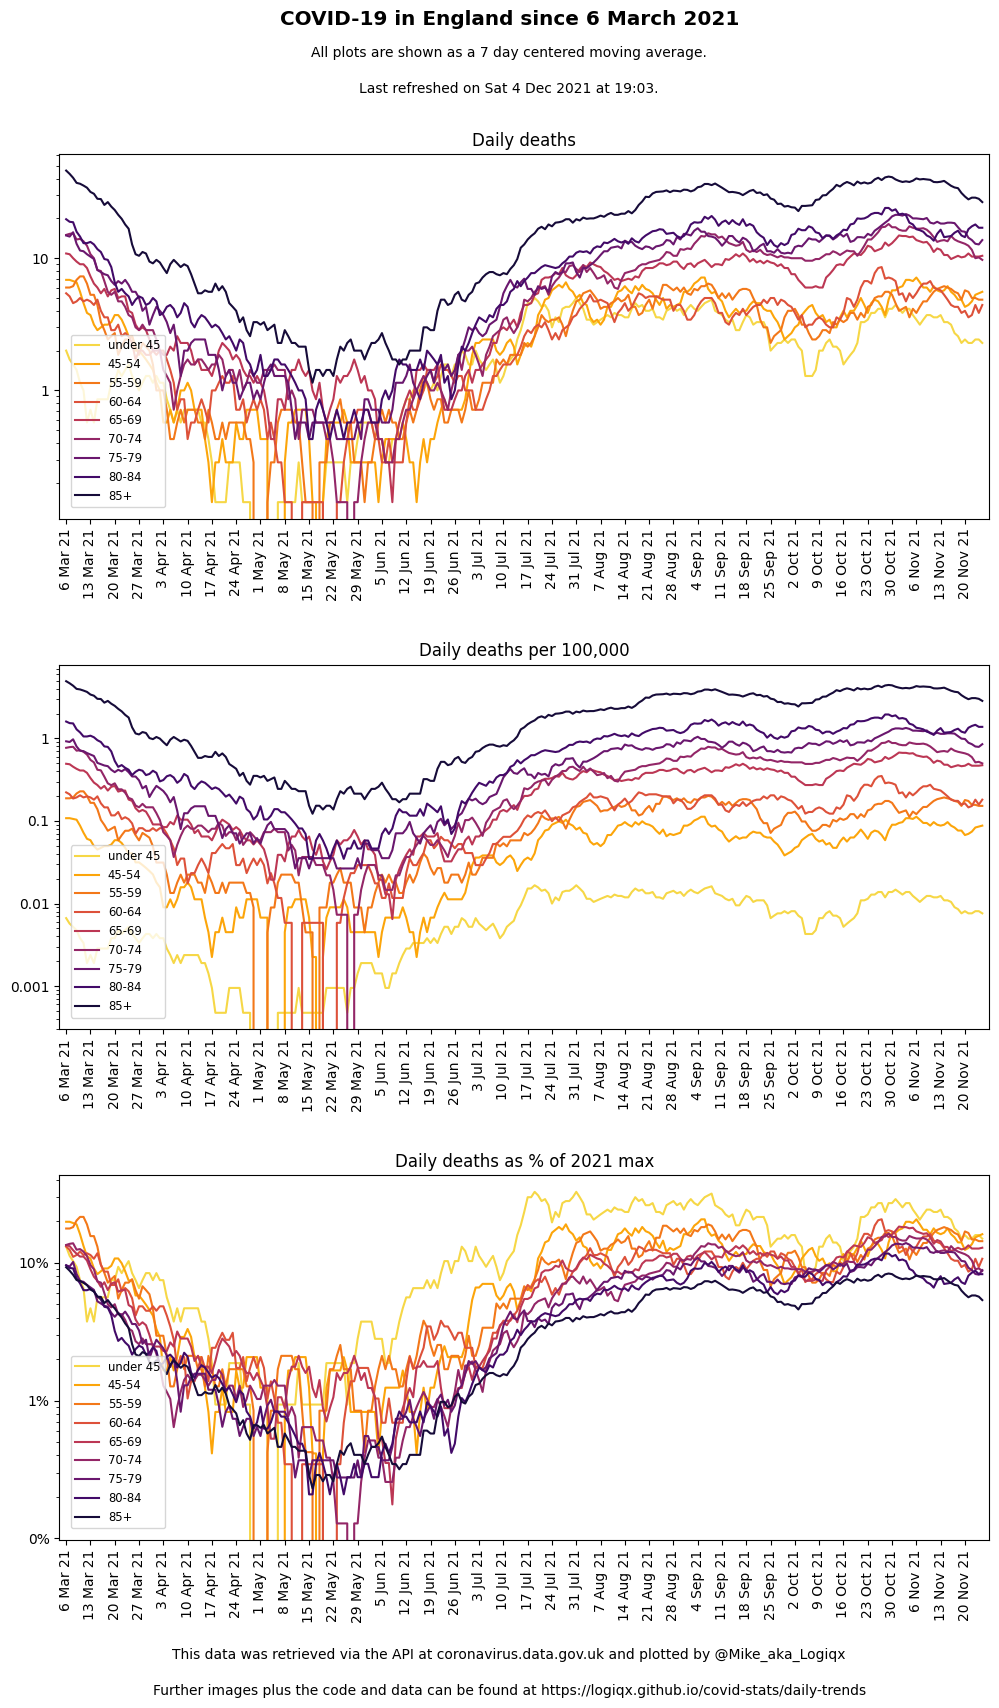 COVID-19 in England since 6 March 2021
All plots are shown as a 7 day centered moving average.
Last refreshed on Sat 4 Dec 2021 at 19:03.
Daily deaths
10
1
under 45
45-54
55-59
60-64
65-69
70-74
75-79
80-84
85+
6 Mar 21
13 Mar 21
20 Mar 21
27 Mar 21
3 Apr 21
10 Apr 21
17 Apr 21
24 Apr 21
1 May 21
8 May 21
15 May 21
22 May 21
29 May 21
5 Jun 21
12 Jun 21
19 Jun 21
26 Jun 21
3 Jul 21
10 Jul 21
17 Jul 21
24 Jul 21
31 Jul 21
7 Aug 21
14 Aug 21
21 Aug 21
28 Aug 21
4 Sep 21
11 Sep 21
18 Sep 21
25 Sep 21
2 Oct 21
9 Oct 21
16 Oct 21
23 Oct 21
30 Oct 21
6 Nov 21
13 Nov 21
20 Nov 21
Daily deaths per 100,000
1
0.1
0.01
0.001
under 45
45-54
55-59
60-64
65-69
70-74
75-79
80-84
85+
6 Mar 21
13 Mar 21
20 Mar 21
27 Mar 21
3 Apr 21
10 Apr 21
17 Apr 21
24 Apr 21
1 May 21
8 May 21
15 May 21
22 May 21
29 May 21
5 Jun 21
12 Jun 21
19 Jun 21
26 Jun 21
3 Jul 21
10 Jul 21
17 Jul 21
24 Jul 21
31 Jul 21
7 Aug 21
14 Aug 21
21 Aug 21
28 Aug 21
4 Sep 21
11 Sep 21
18 Sep 21
25 Sep 21
2 Oct 21
9 Oct 21
16 Oct 21
23 Oct 21
30 Oct 21
6 Nov 21
13 Nov 21
20 Nov 21
Daily deaths as % of 2021 max
10%
1%
0%
under 45
45-54
55-59
60-64
65-69
70-74
75-79
80-84
85+
6 Mar 21
13 Mar 21
20 Mar 21
27 Mar 21
3 Apr 21
10 Apr 21
17 Apr 21
24 Apr 21
1 May 21
8 May 21
15 May 21
22 May 21
29 May 21
5 Jun 21
12 Jun 21
19 Jun 21
26 Jun 21
3 Jul 21
10 Jul 21
17 Jul 21
24 Jul 21
31 Jul 21
7 Aug 21
14 Aug 21
21 Aug 21
28 Aug 21
4 Sep 21
11 Sep 21
18 Sep 21
25 Sep 21
2 Oct 21
9 Oct 21
16 Oct 21
23 Oct 21
30 Oct 21
6 Nov 21
13 Nov 21
20 Nov 21
This data was retrieved via the API at coronavirus.data.gov.uk and plotted by @Mike_aka_Logiqx
Further images plus the code and data can be found at https://logiqx.github.io/covid-stats/daily-trends